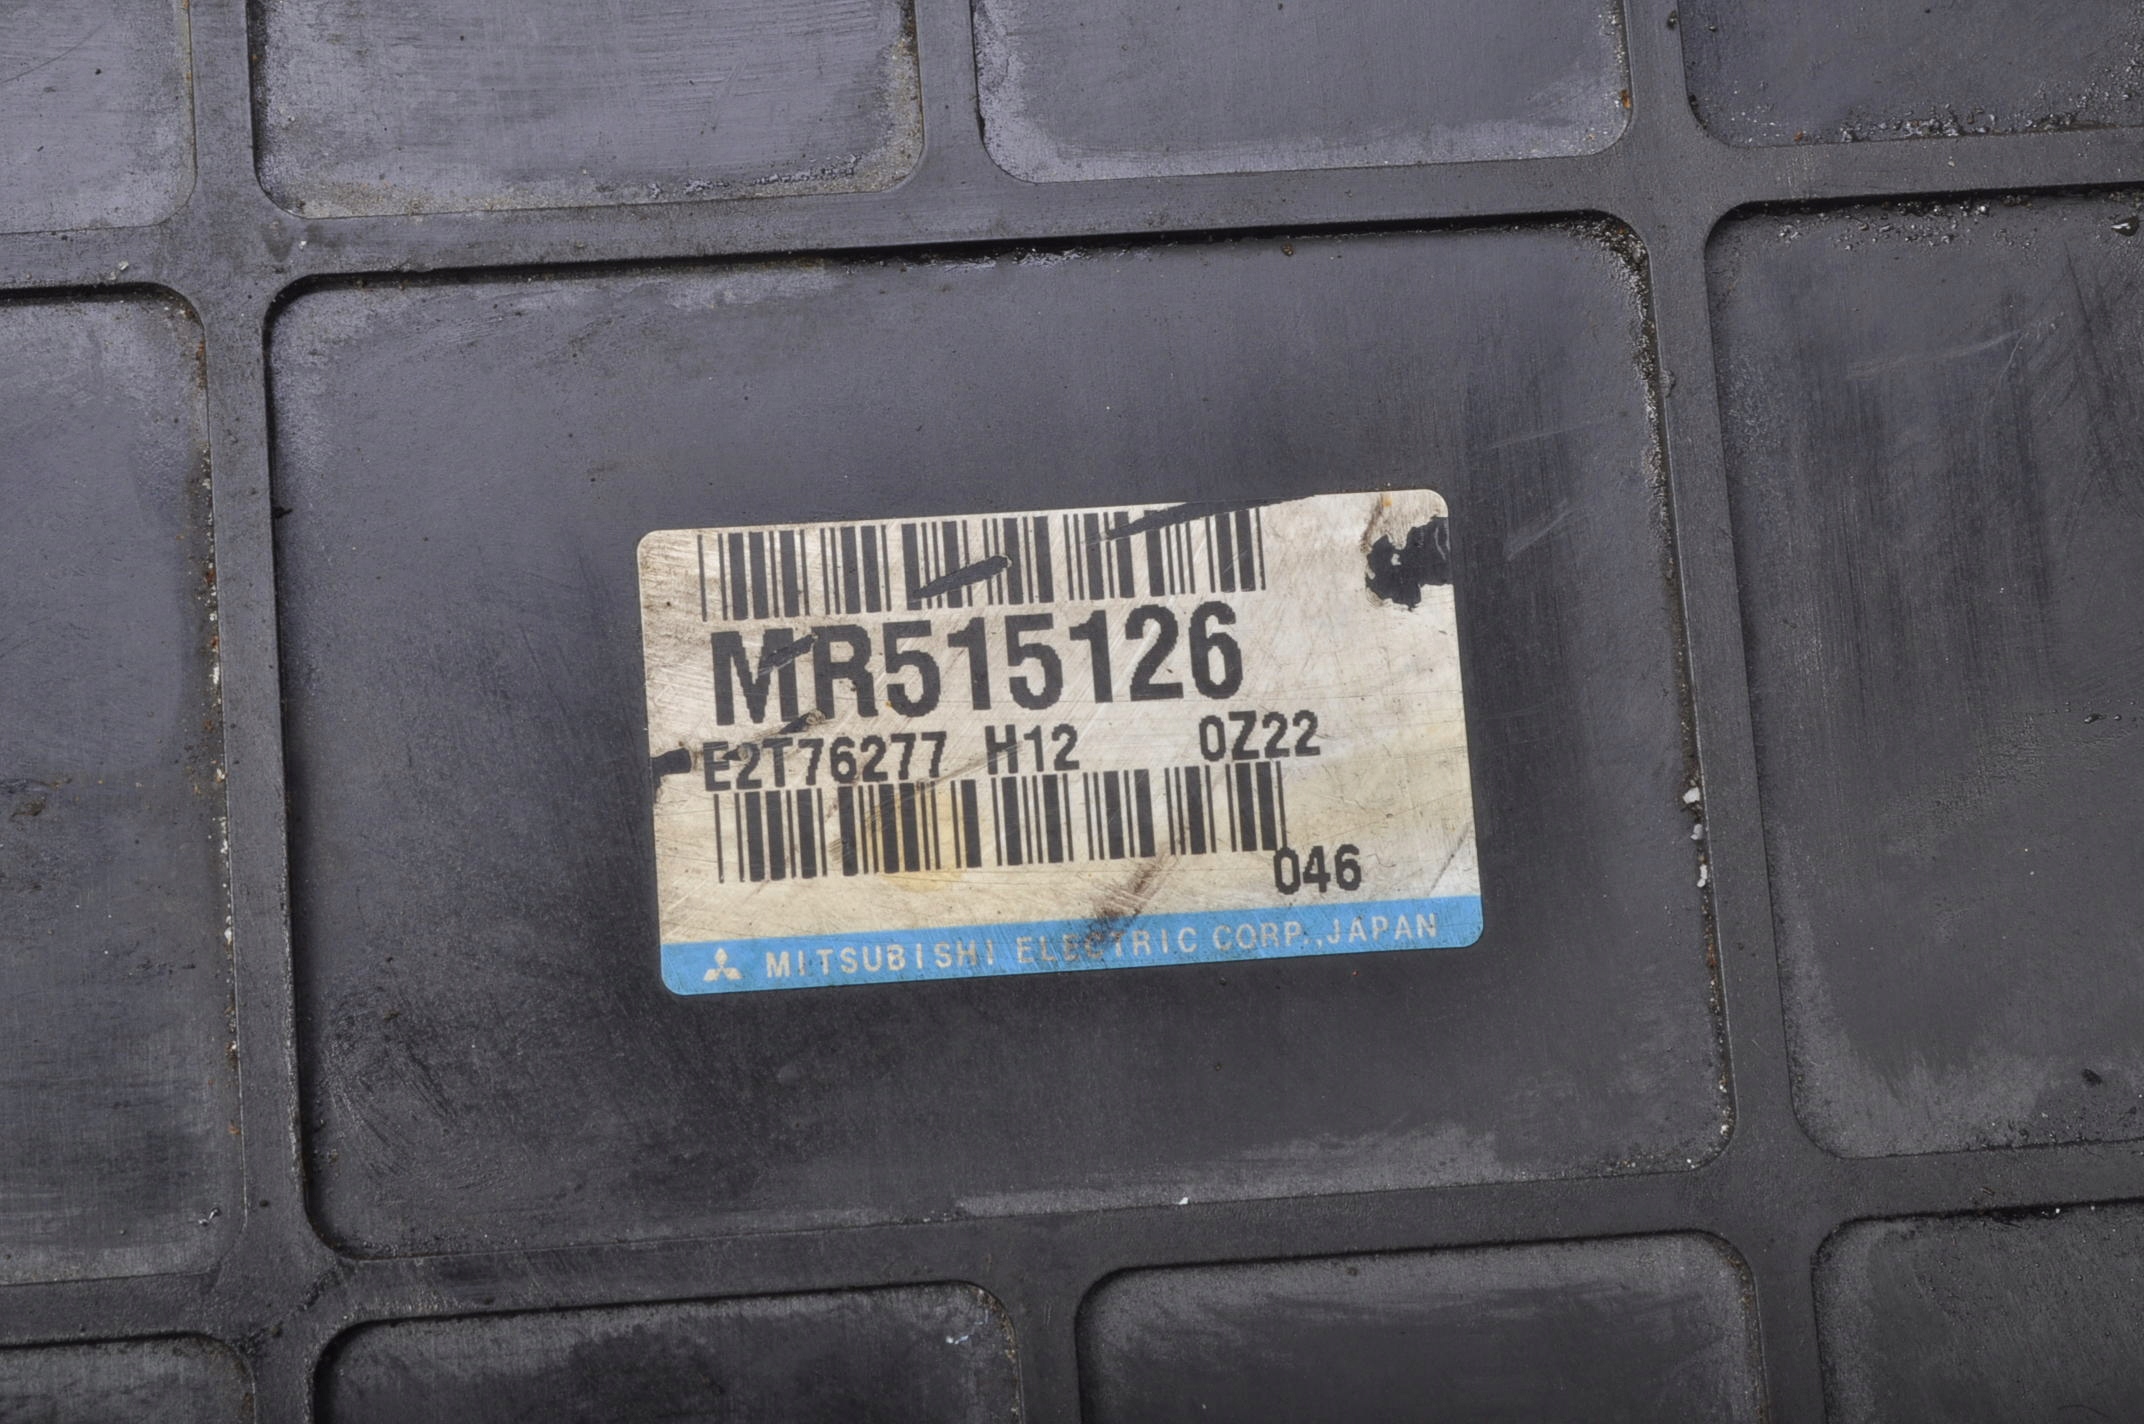 MR515126
E2T76277 H12 0Z22
046
MITSUBISHI ELECTRIC CORP.,JAPAN